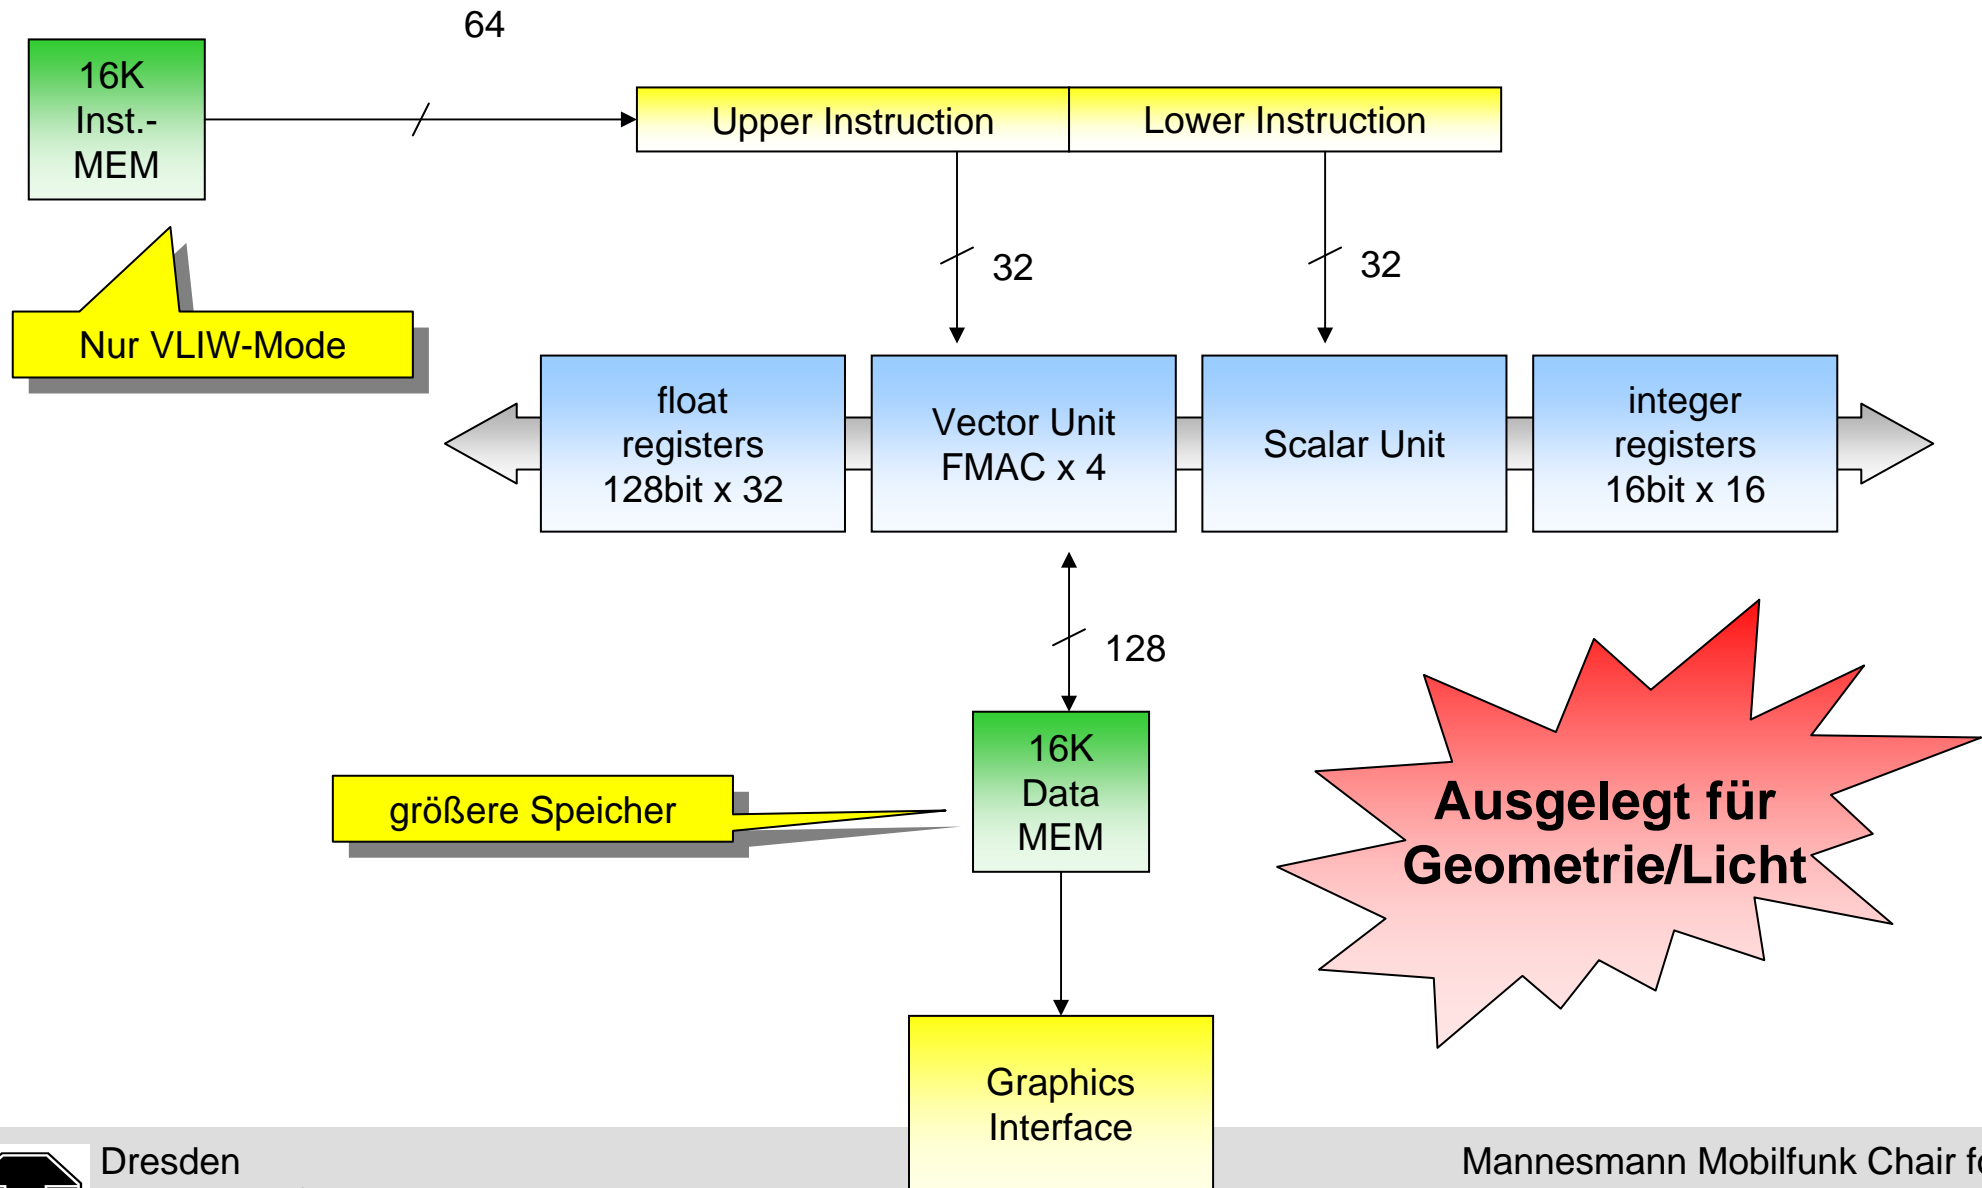 64
16K
Inst.-
MEM
Upper Instruction
Lower Instruction
32
32
Nur VLIW-Mode
float
registers
128bit x 32
Vector Unit
FMAC x 4
Scalar Unit
integer
registers
16bit x 16
128
16K
Data
MEM
größere Speicher
Ausgelegt für
Geometrie/Licht
Graphics
Interface
Dresden
Mannesmann Mobilfunk Chair